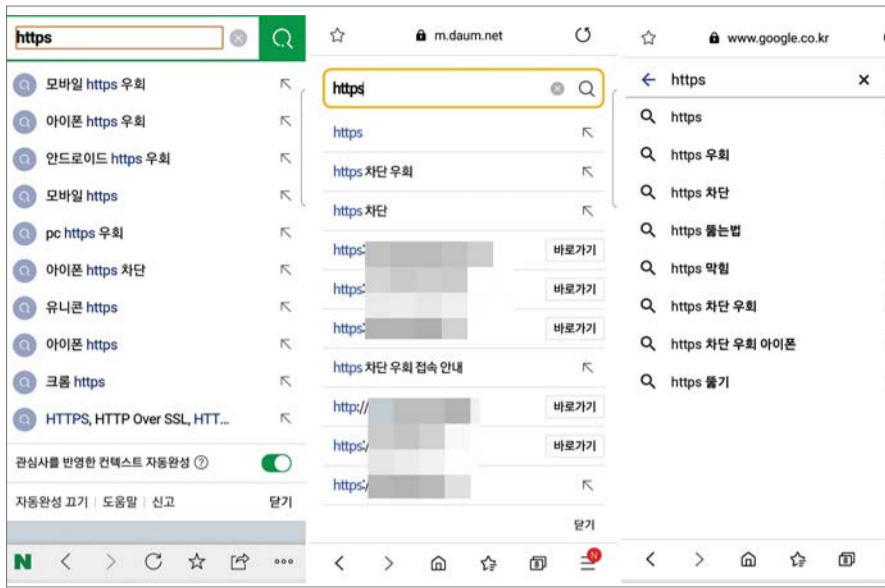 https
모바일 https 우회
아이폰 https 우회
안드로이드 https 우회
모바일 https
pc https 우회
아이폰 https 차단
유니콘 https
아이폰 https
크롬 https
HTTPS, HTTP Over SSL, HTT...
관심사를 반영한 컨텍스트 자동완성 ?
자동완성 끄기 | 도움말 | 신고 닫기
N
m.daum.net
https
https
https 차단 우회
https 차단
https: 바로가기
https: 바로가기
https: 바로가기
https 차단 우회 접속 안내
http:// 바로가기
https:/ 바로가기
https:/
닫기
8
N
www.google.co.kr
https
https
https 우회
https 차단
https 뚫는법
https 막힘
https 차단 우회
https 차단 우회 아이폰
https 뚫기
8